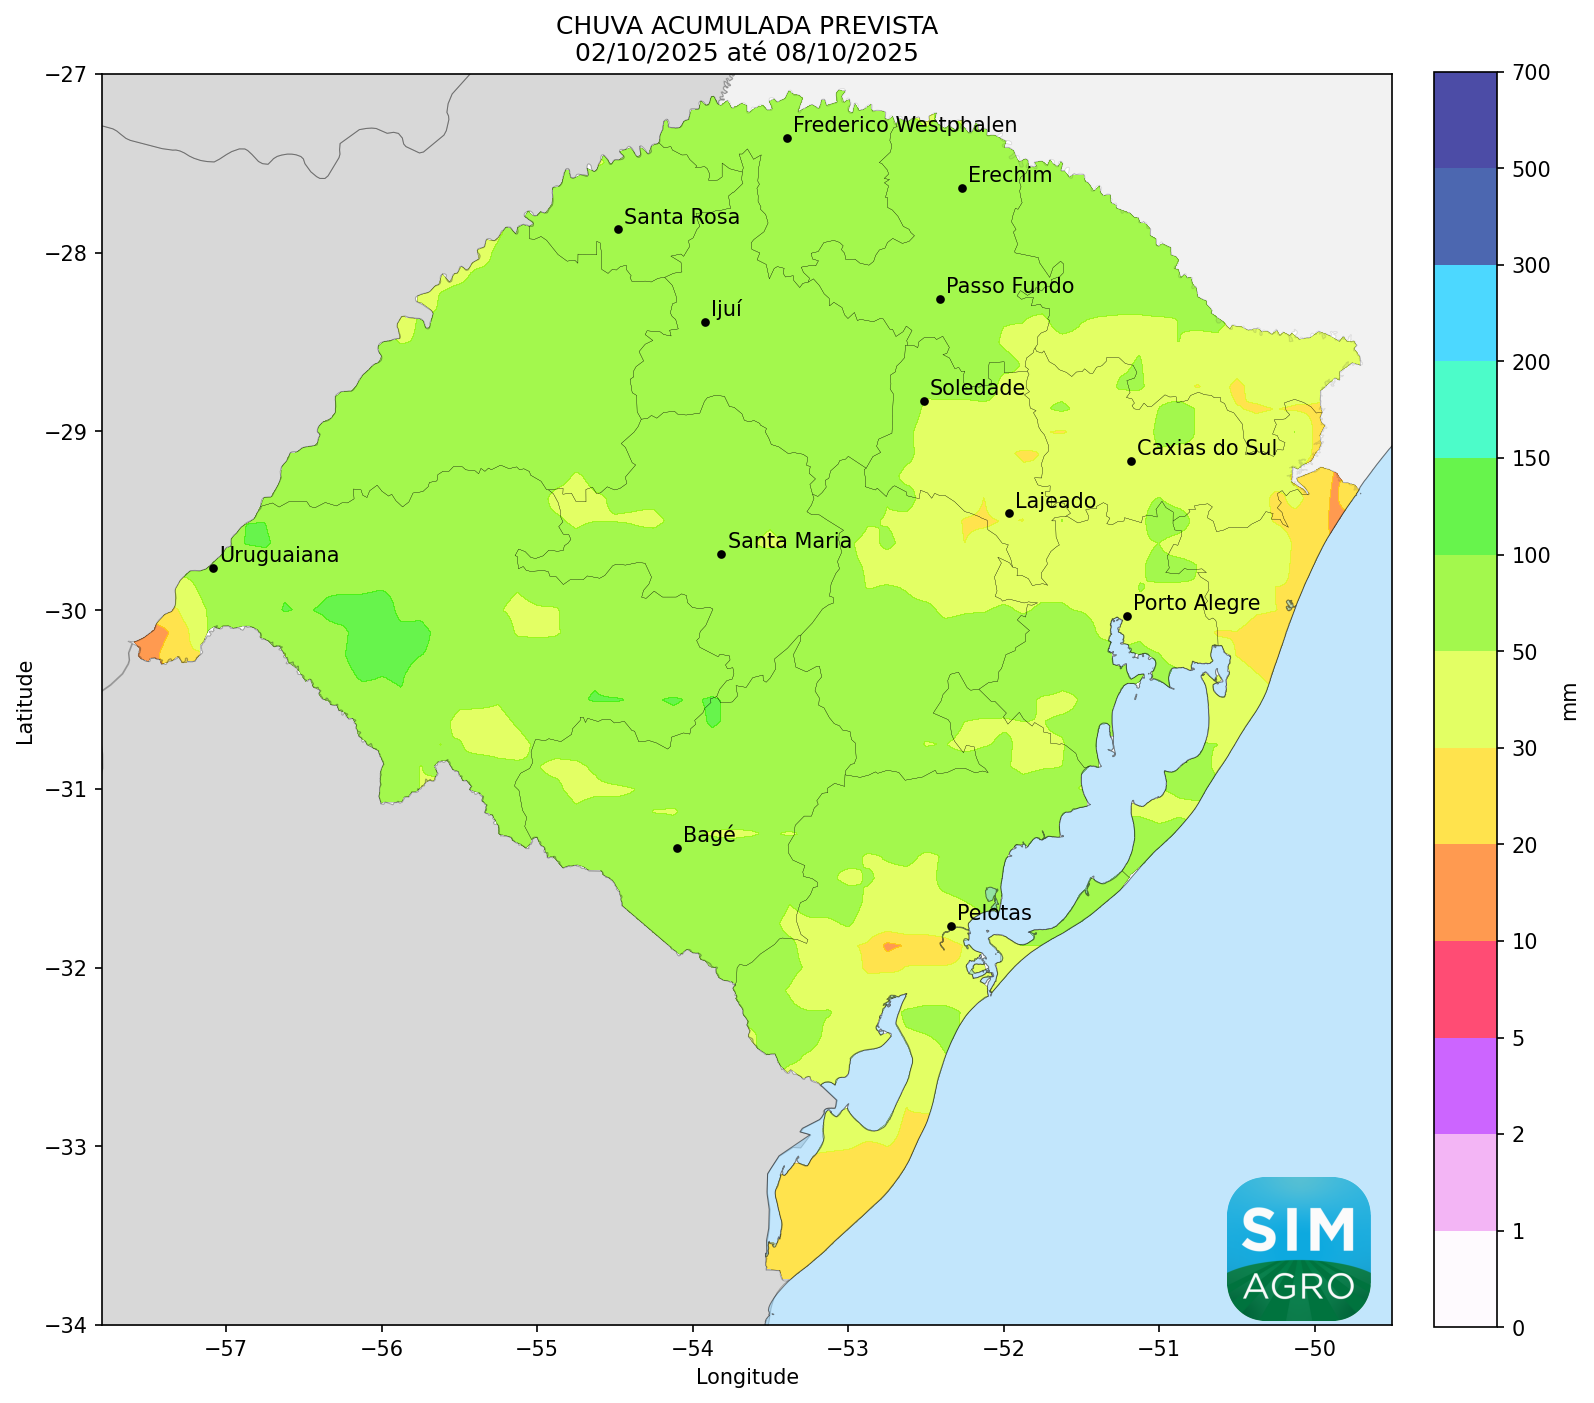 CHUVA ACUMULADA PREVISTA
02/10/2025 até 08/10/2025
−27
−28
−29
−30
−31
−32
−33
−34
Latitude
Frederico Westphalen
Erechim
Santa Rosa
Passo Fundo
Ijuí
Soledade
Caxias do Sul
Lajeado
Santa Maria
Uruguaiana
Porto Alegre
Bagé
Pelotas
SIM
AGRO
−57
−56
−55
−54
−53
−52
−51
−50
Longitude
700
500
300
200
150
100
50
30
20
10
5
2
1
0
mm